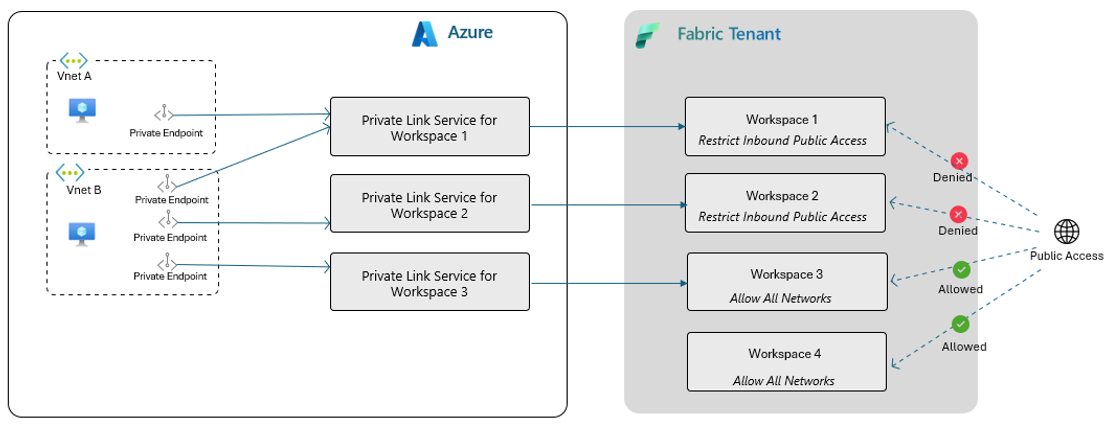 Azure
Fabric Tenant
Vnet A
Private Endpoint
Private Link Service for
Workspace 1
Workspace 1
Restrict Inbound Public Access
Denied
Vnet B
Private Endpoint
Private Endpoint
Private Endpoint
Private Link Service for
Workspace 2
Workspace 2
Restrict Inbound Public Access
Denied
Public Access
Private Link Service for
Workspace 3
Workspace 3
Allow All Networks
Allowed
Workspace 4
Allow All Networks
Allowed